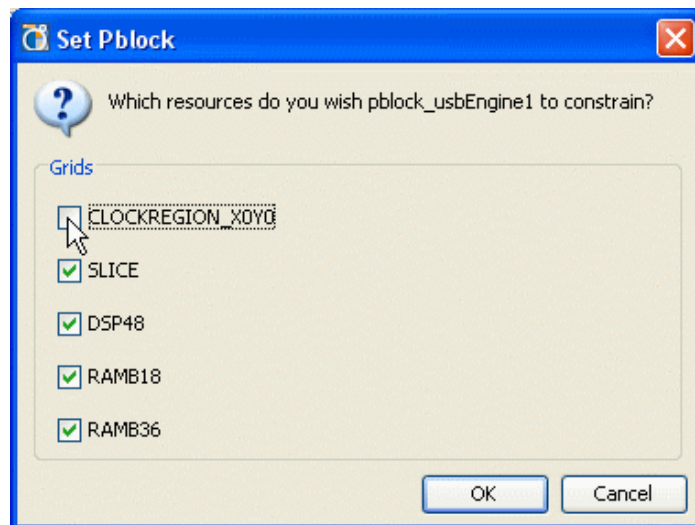 Set Pblock
Which resources do you wish pblock_usbEngine1 to constrain?
Grids
CLOCKREGION_X0Y0
SLICE
DSP48
RAMB18
RAMB36
OK
Cancel